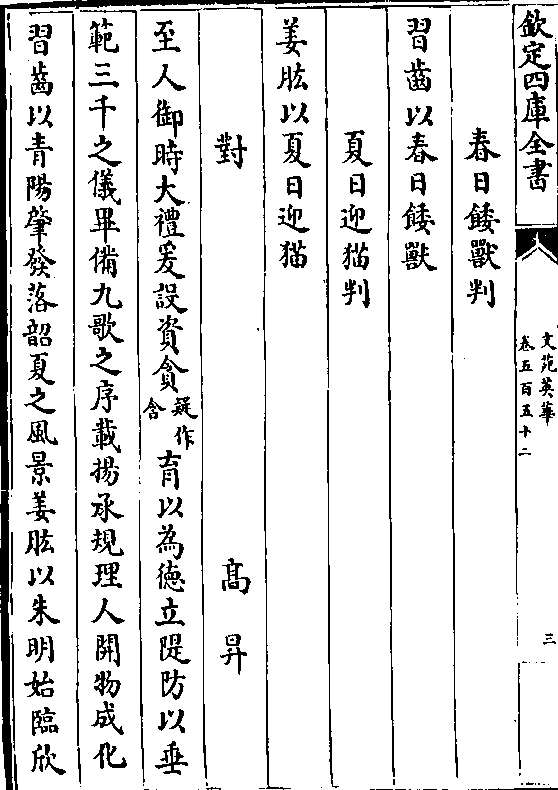 欽定四庫全書
文苑英華
卷五百五十二
三
春日餧獸判
習齒以春日餧獸
夏日迎猫判
姜肱以夏日迎猫
對
髙昇
至人御時大禮爰設資貪疑作含育以為德立隄防以垂
範三千之儀畢備九歌之序載揚承規理人開物成化
習齒以青陽肇發落韶夏之風景姜肱以朱明始臨欣